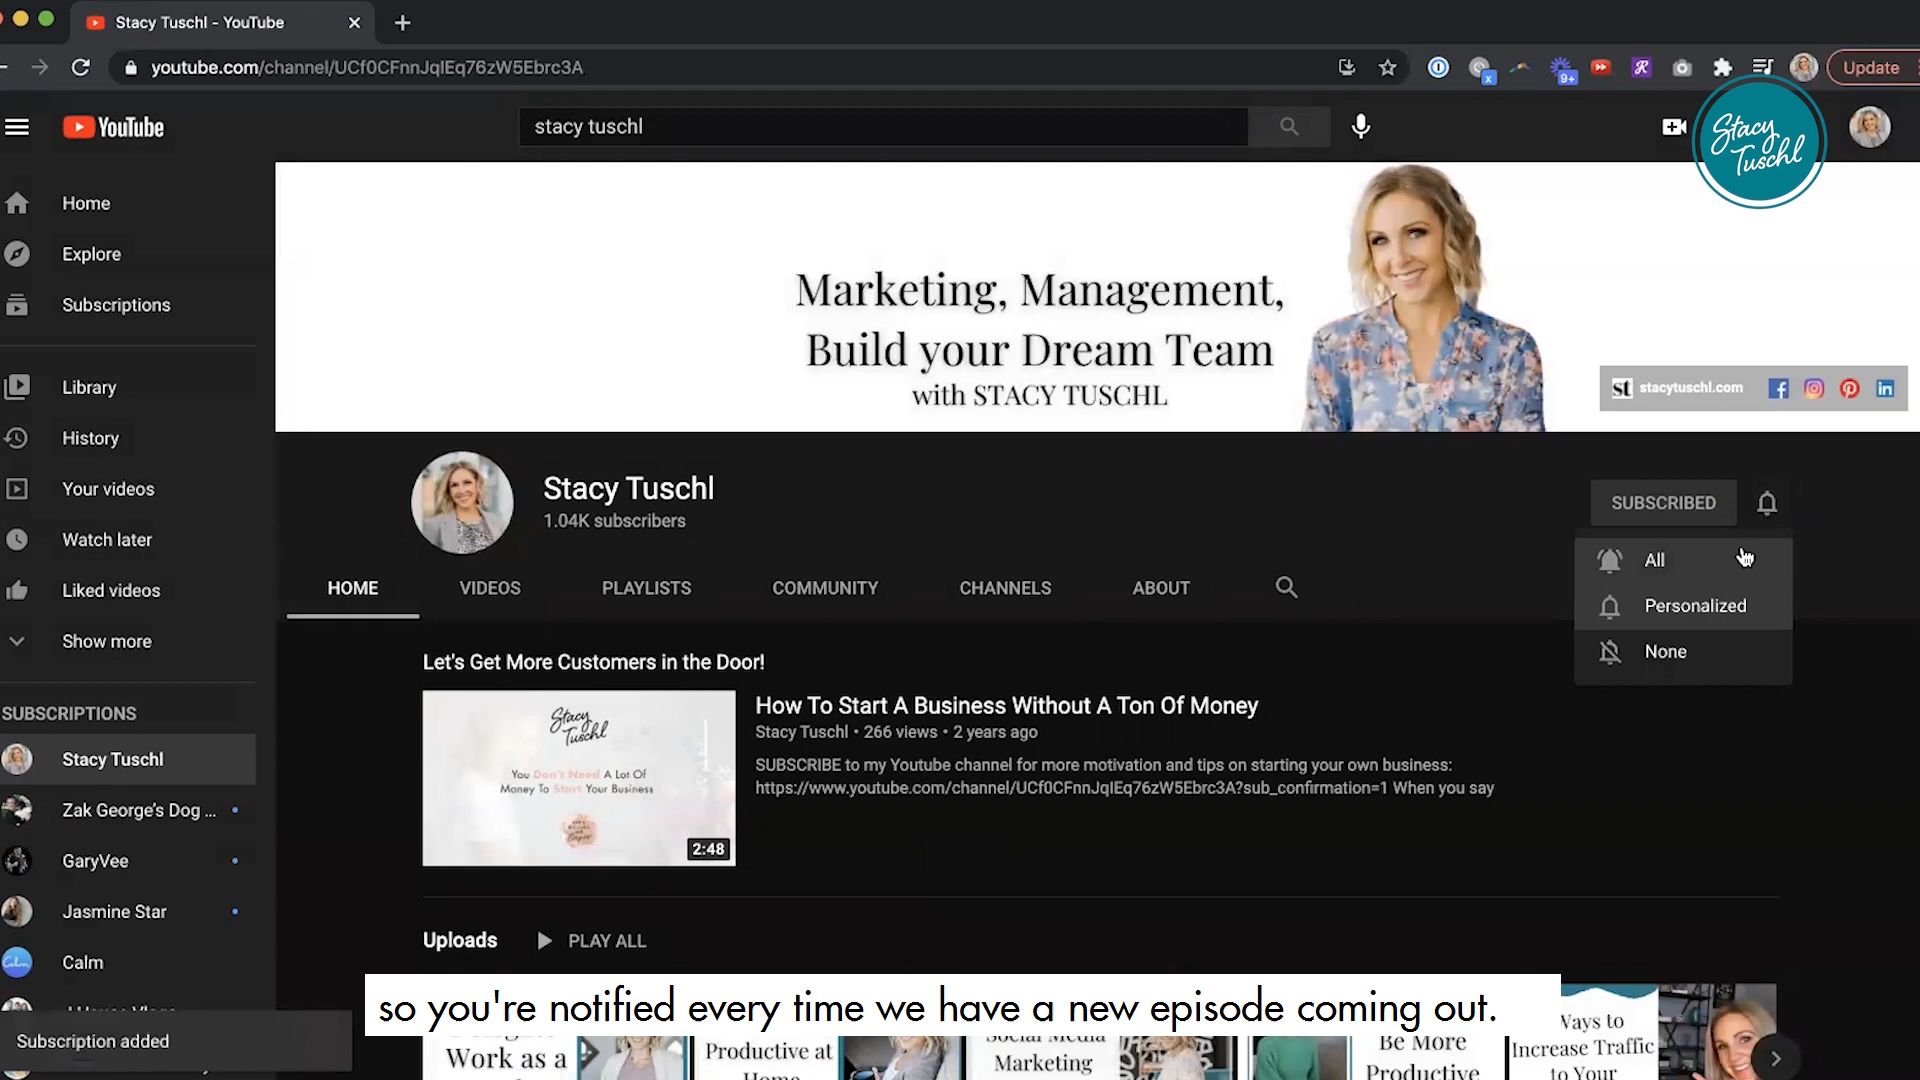 Stacy Tuschl - YouTube
youtube.com/channel/UCf0CFnnJqlEq76zW5Ebrc3A
9+
x
Update
YouTube
stacy tuschl
Stacy
Tuschl
Home
Explore
Subscriptions
Library
History
Your videos
Watch later
Liked videos
Show more
SUBSCRIPTIONS
Stacy Tuschl
Zak George's Dog ...
GaryVee
Jasmine Star
Calm
Subscription added
Marketing, Management,
Build your Dream Team
with STACY TUSCHL
st stacytuschl.com
Stacy Tuschl
1.04K subscribers
SUBSCRIBED
All
Personalized
None
HOME
VIDEOS
PLAYLISTS
COMMUNITY
CHANNELS
ABOUT
Let's Get More Customers in the Door!
Stacy
Tuschl
You Don't Need A Lot Of
Money To Start Your Business
2:48
How To Start A Business Without A Ton Of Money
Stacy Tuschl • 266 views • 2 years ago
SUBSCRIBE to my Youtube channel for more motivation and tips on starting your own business:
https://www.youtube.com/channel/UCf0CFnnJqlEq76zW5Ebrc3A?sub_confirmation=1 When you say
Uploads
PLAY ALL
so you're notified every time we have a new episode coming out.
Work as a
Productive at
Home
Social Media
Marketing
Be More
Productive
Ways to
Increase Traffic
to Your